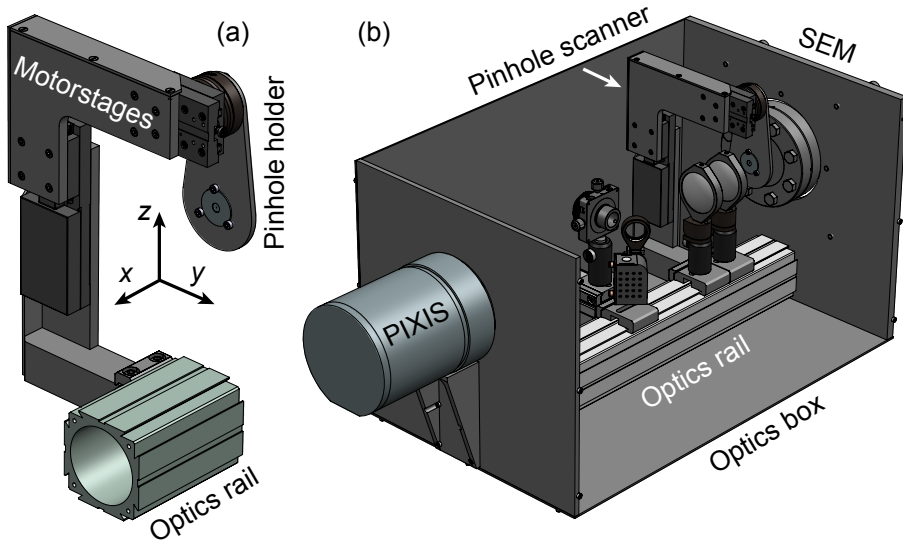 (a)
Motorstages
Pinhole holder
z
x
y
Optics rail
(b)
Pinhole scanner
SEM
PIXIS
Optics rail
Optics box